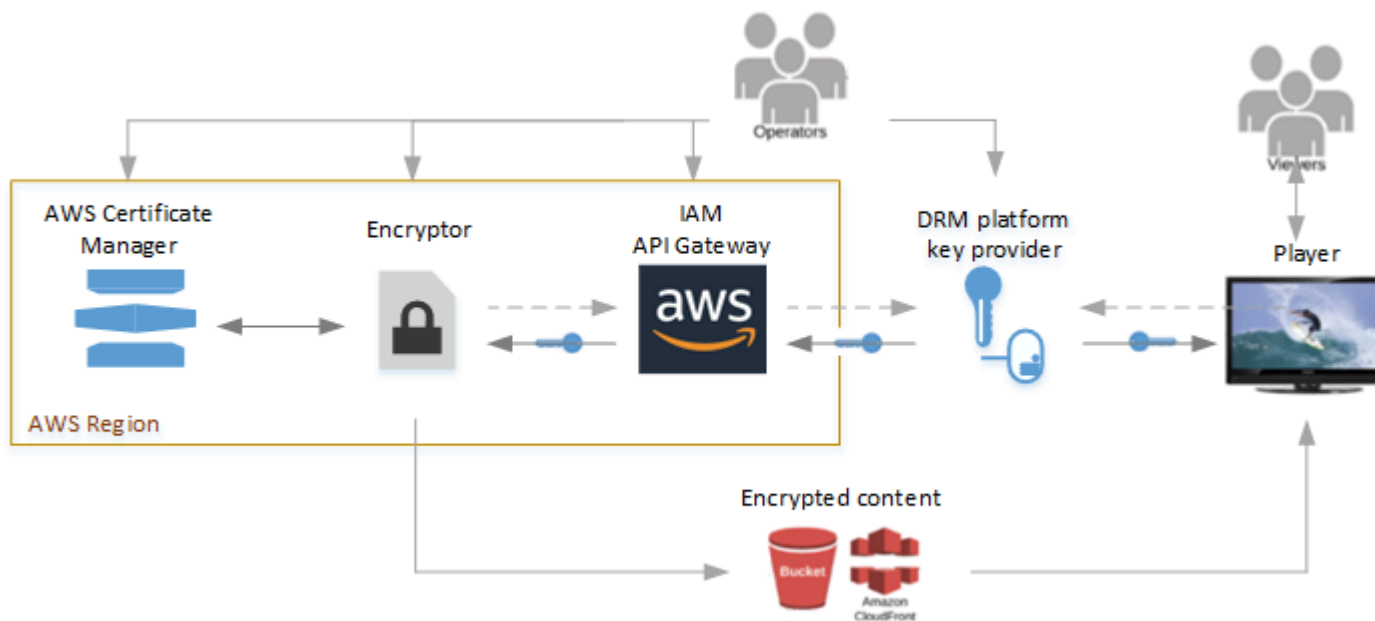 Operators
Viewers
AWS Certificate
Manager
Encryptor
IAM
API Gateway
DRM platform
key provider
Player
aws
AWS Region
Encrypted content
Bucket
Amazon
CloudFront